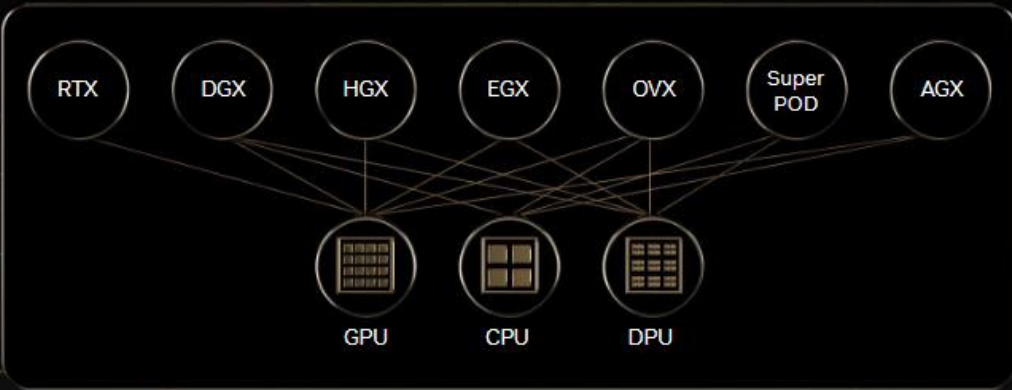 RTX
DGX
HGX
EGX
OVX
Super
POD
AGX
GPU
CPU
DPU